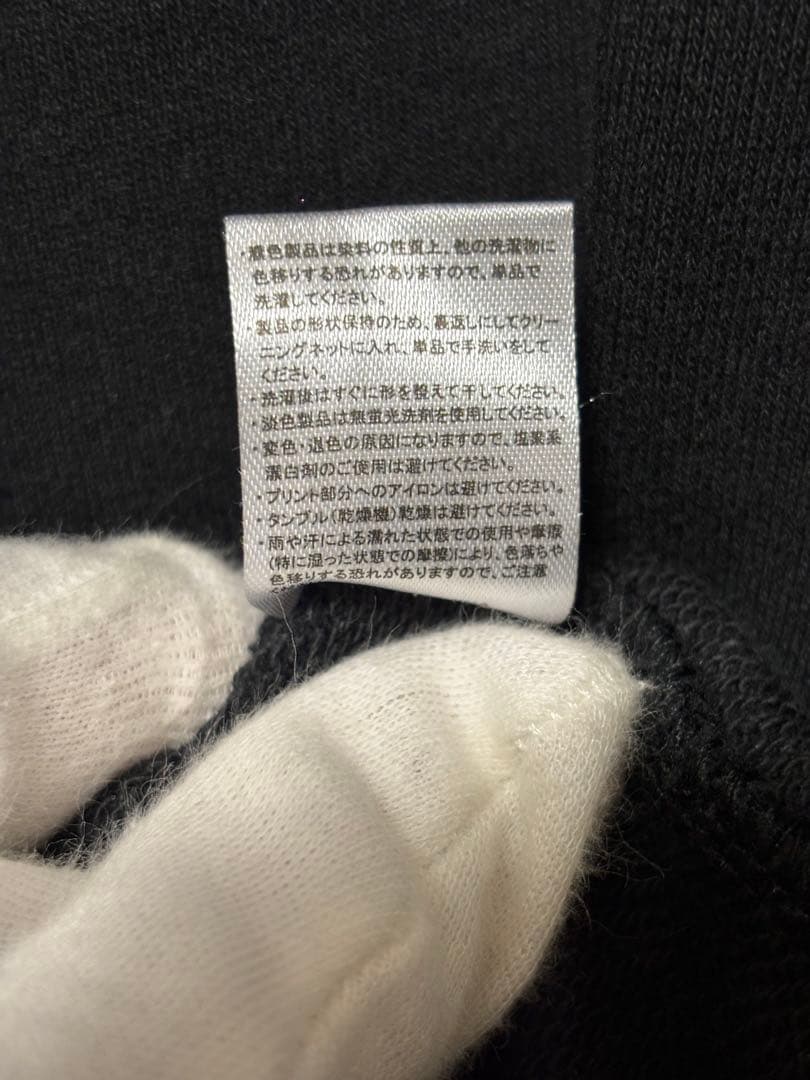 ・濃色製品は染料の性質上、他の洗濯物に
色移りする恐れがありますので、単品で
洗濯してください。
・製品の形状保持のため、裏返しにしてクリー
ニングネットに入れ、単品で手洗いをして
ください。
・洗濯後はすぐに形を整えて干してください。
・淡色製品は無蛍光洗剤を使用してください。
・変色・退色の原因になりますので、塩素系
漂白剤のご使用は避けてください。
・プリント部分へのアイロンは避けてください。
・タンブル(乾燥機)乾燥は避けてください。
・雨や汗による濡れた状態での使用や摩擦
(特に湿った状態での摩擦)により、色落ちや
色移りする恐れがありますので、ご注意